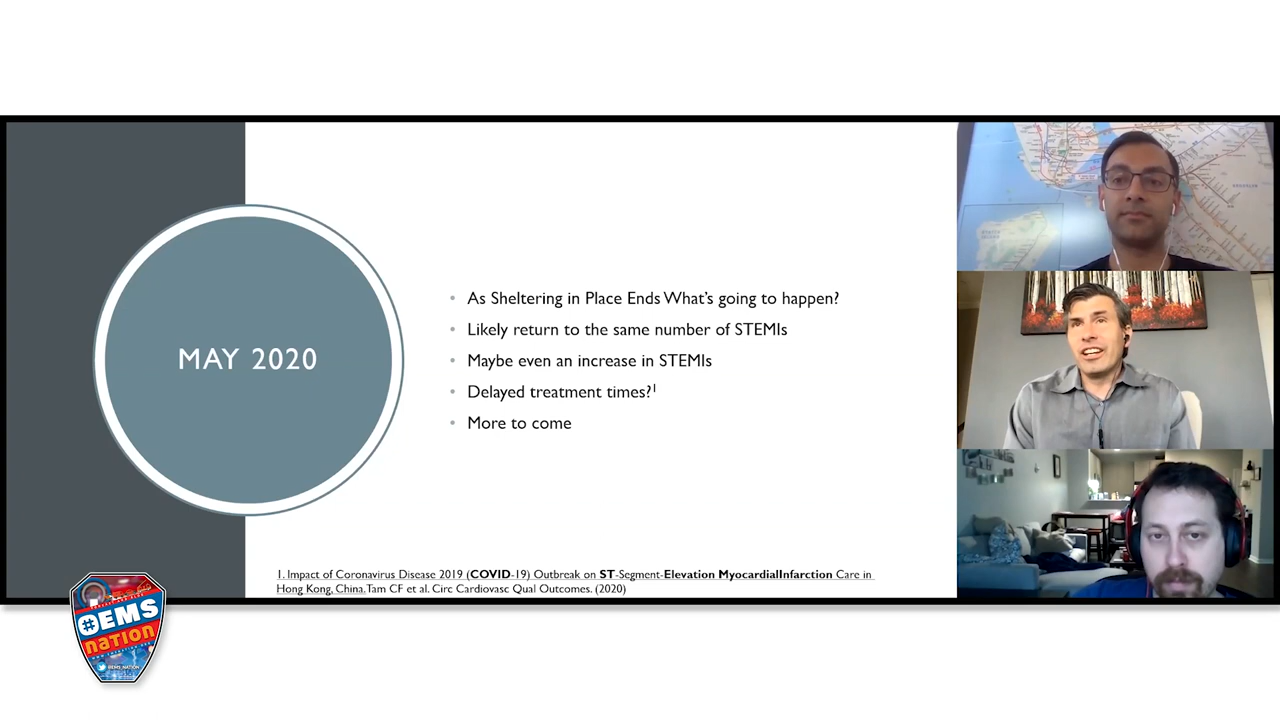 MAY 2020
As Sheltering in Place Ends What's going to happen?
Likely return to the same number of STEMIs
Maybe even an increase in STEMIs
Delayed treatment times?1
More to come
1. Impact of Coronavirus Disease 2019 (COVID-19) Outbreak on ST-Segment-Elevation MyocardialInfarction Care in
Hong Kong, China. Tam CF et al. Circ Cardiovasc Qual Outcomes. (2020)
#EMS
nation
@EMS_NATION